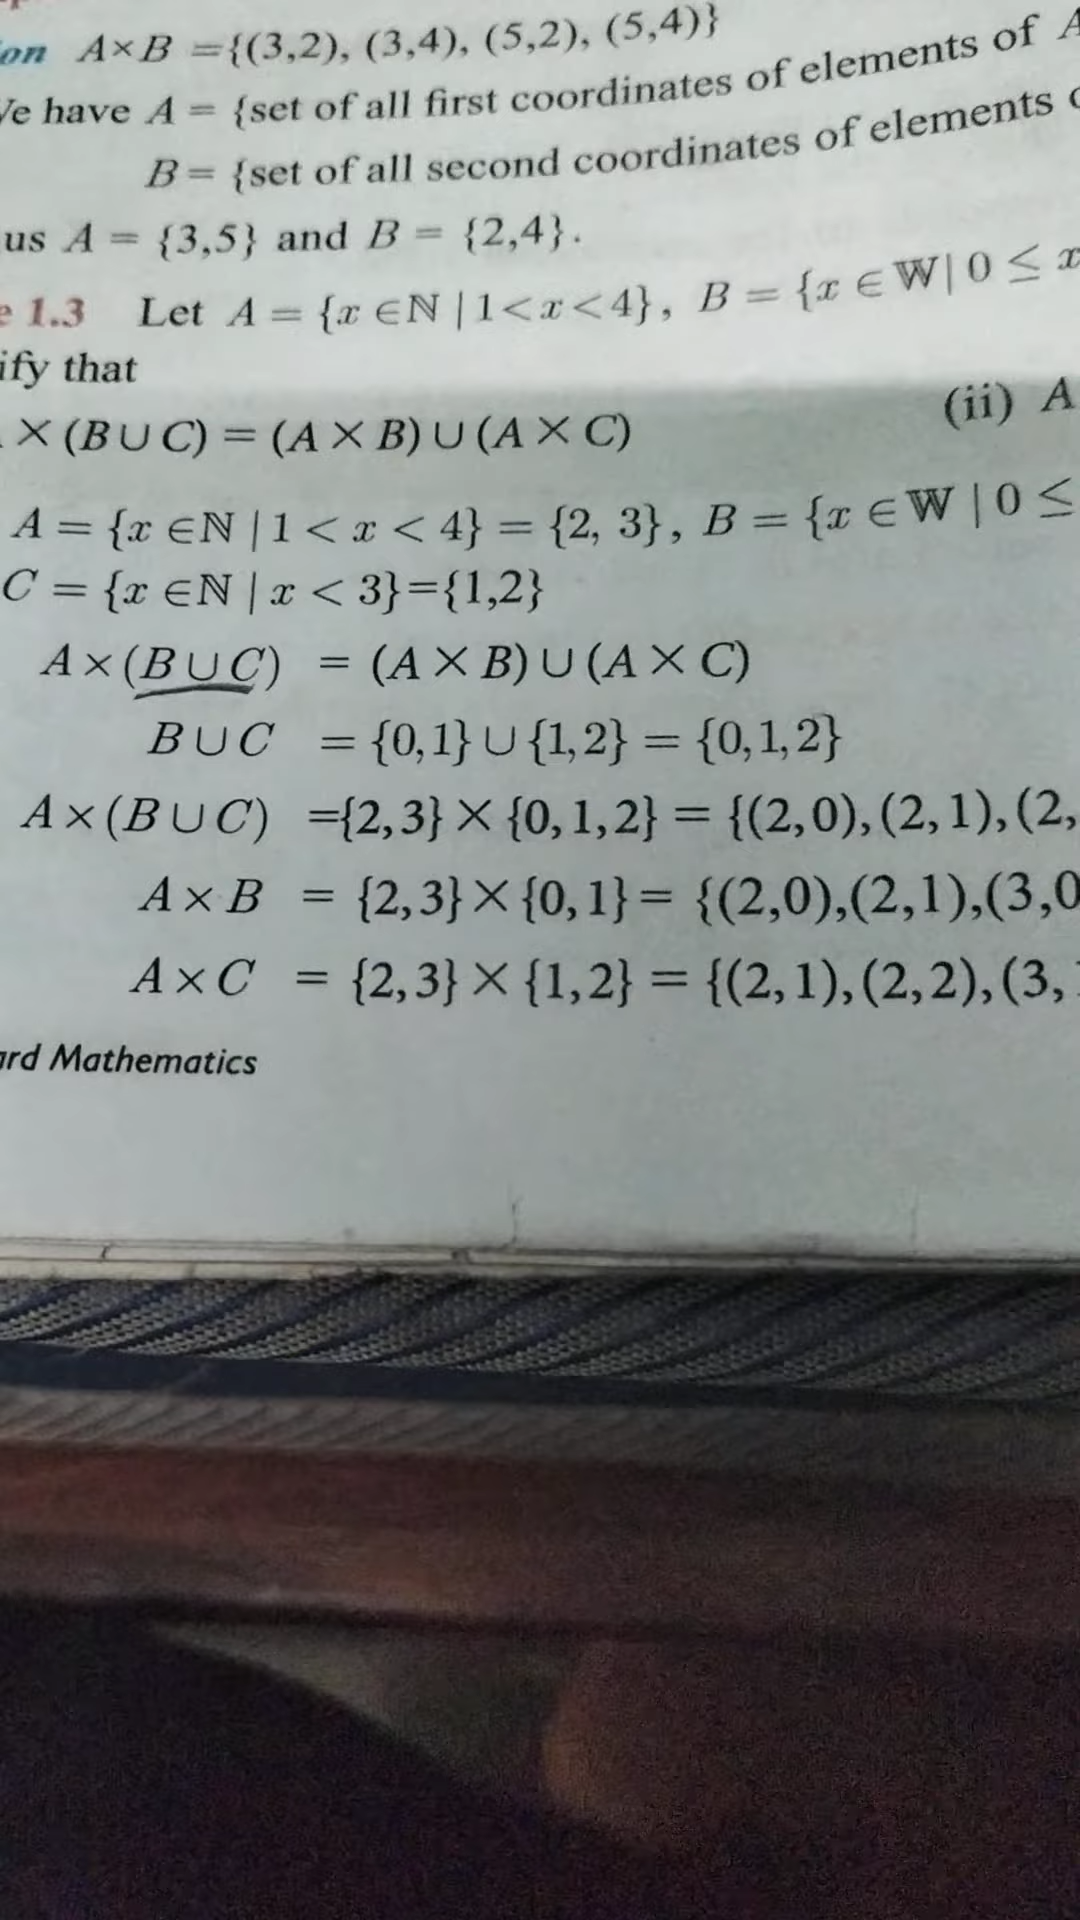 on A×B ={(3,2), (3,4), (5,2), (5,4)}
We have A = {set of all first coordinates of elements of A
B = {set of all second coordinates of elements o
us A = {3,5} and B = {2,4}.
e 1.3 Let A = {x ∈ℕ | 1<x<4}, B = {x ∈ 𝕎| 0 ≤ x
ify that
× (B∪C) = (A × B) ∪ (A × C) (ii) A
A = {x ∈ℕ | 1 < x < 4} = {2, 3}, B = {x ∈ 𝕎 | 0 ≤
C = {x ∈ℕ | x < 3}={1,2}
A×(B∪C) = (A × B) ∪ (A × C)
B∪C = {0,1} ∪ {1,2} = {0,1,2}
A×(B∪C) ={2,3} × {0,1,2} = {(2,0),(2,1),(2,
A×B = {2,3} × {0,1} = {(2,0),(2,1),(3,0
A×C = {2,3} × {1,2} = {(2,1),(2,2),(3,1
ard Mathematics